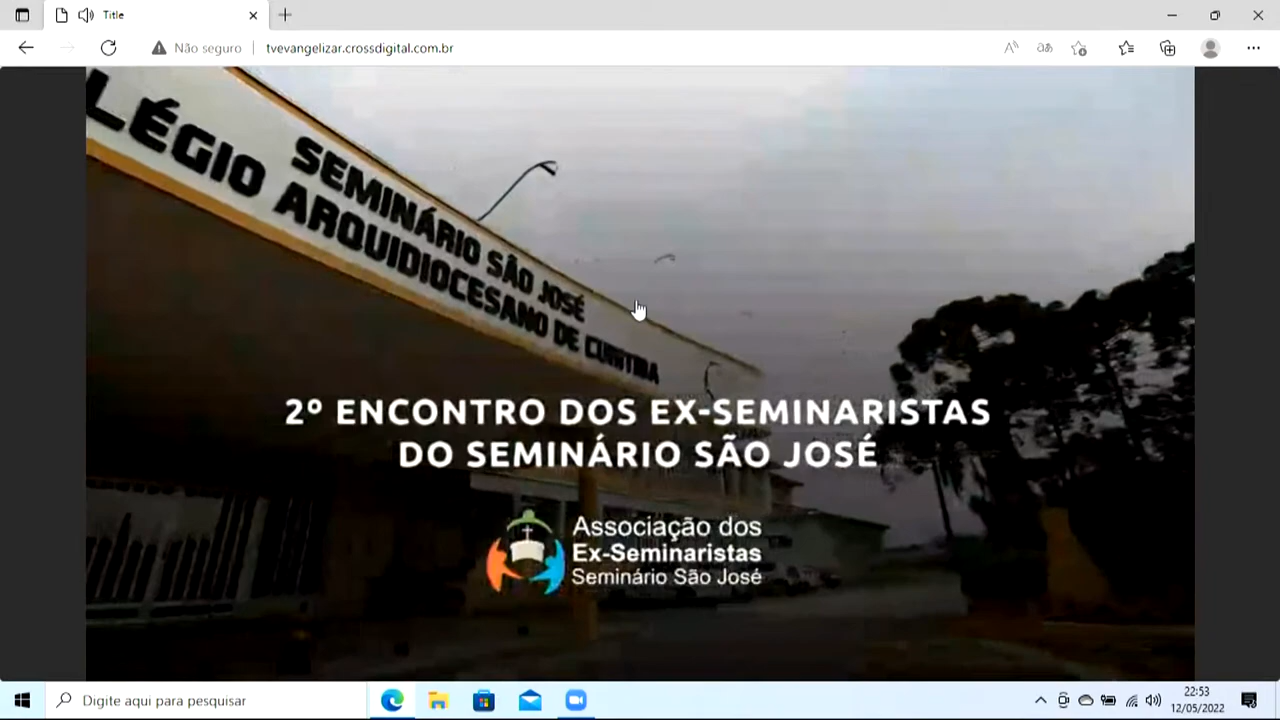 Title
Não seguro
tvevangelizar.crossdigital.com.br
SEMINÁRIO SÃO JOSÉ
LÉGIO ARQUIDIOCESANO DE CURITIBA
2º ENCONTRO DOS EX-SEMINARISTAS
DO SEMINÁRIO SÃO JOSÉ
Associação dos
Ex-Seminaristas
Seminário São José
Digite aqui para pesquisar
22:53
12/05/2022